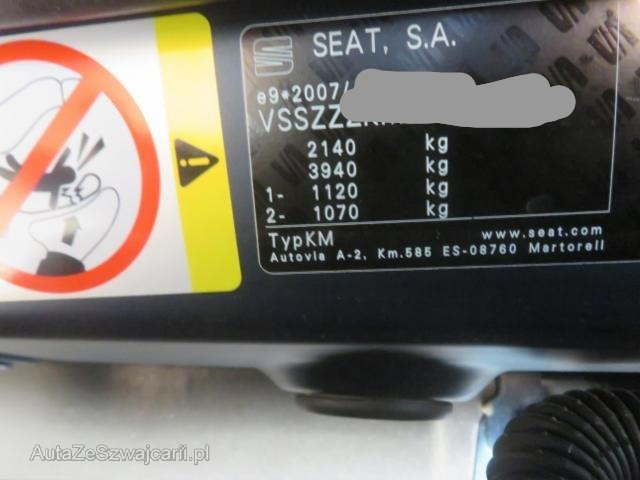 SEAT, S.A.
e9*2007/
VSSZZZK
2140 kg
3940 kg
1- 1120 kg
2- 1070 kg
TypKM www.seat.com
Autovia A-2, Km.585 ES-08760 Martorell
AutaZeSzwajcarii.pl